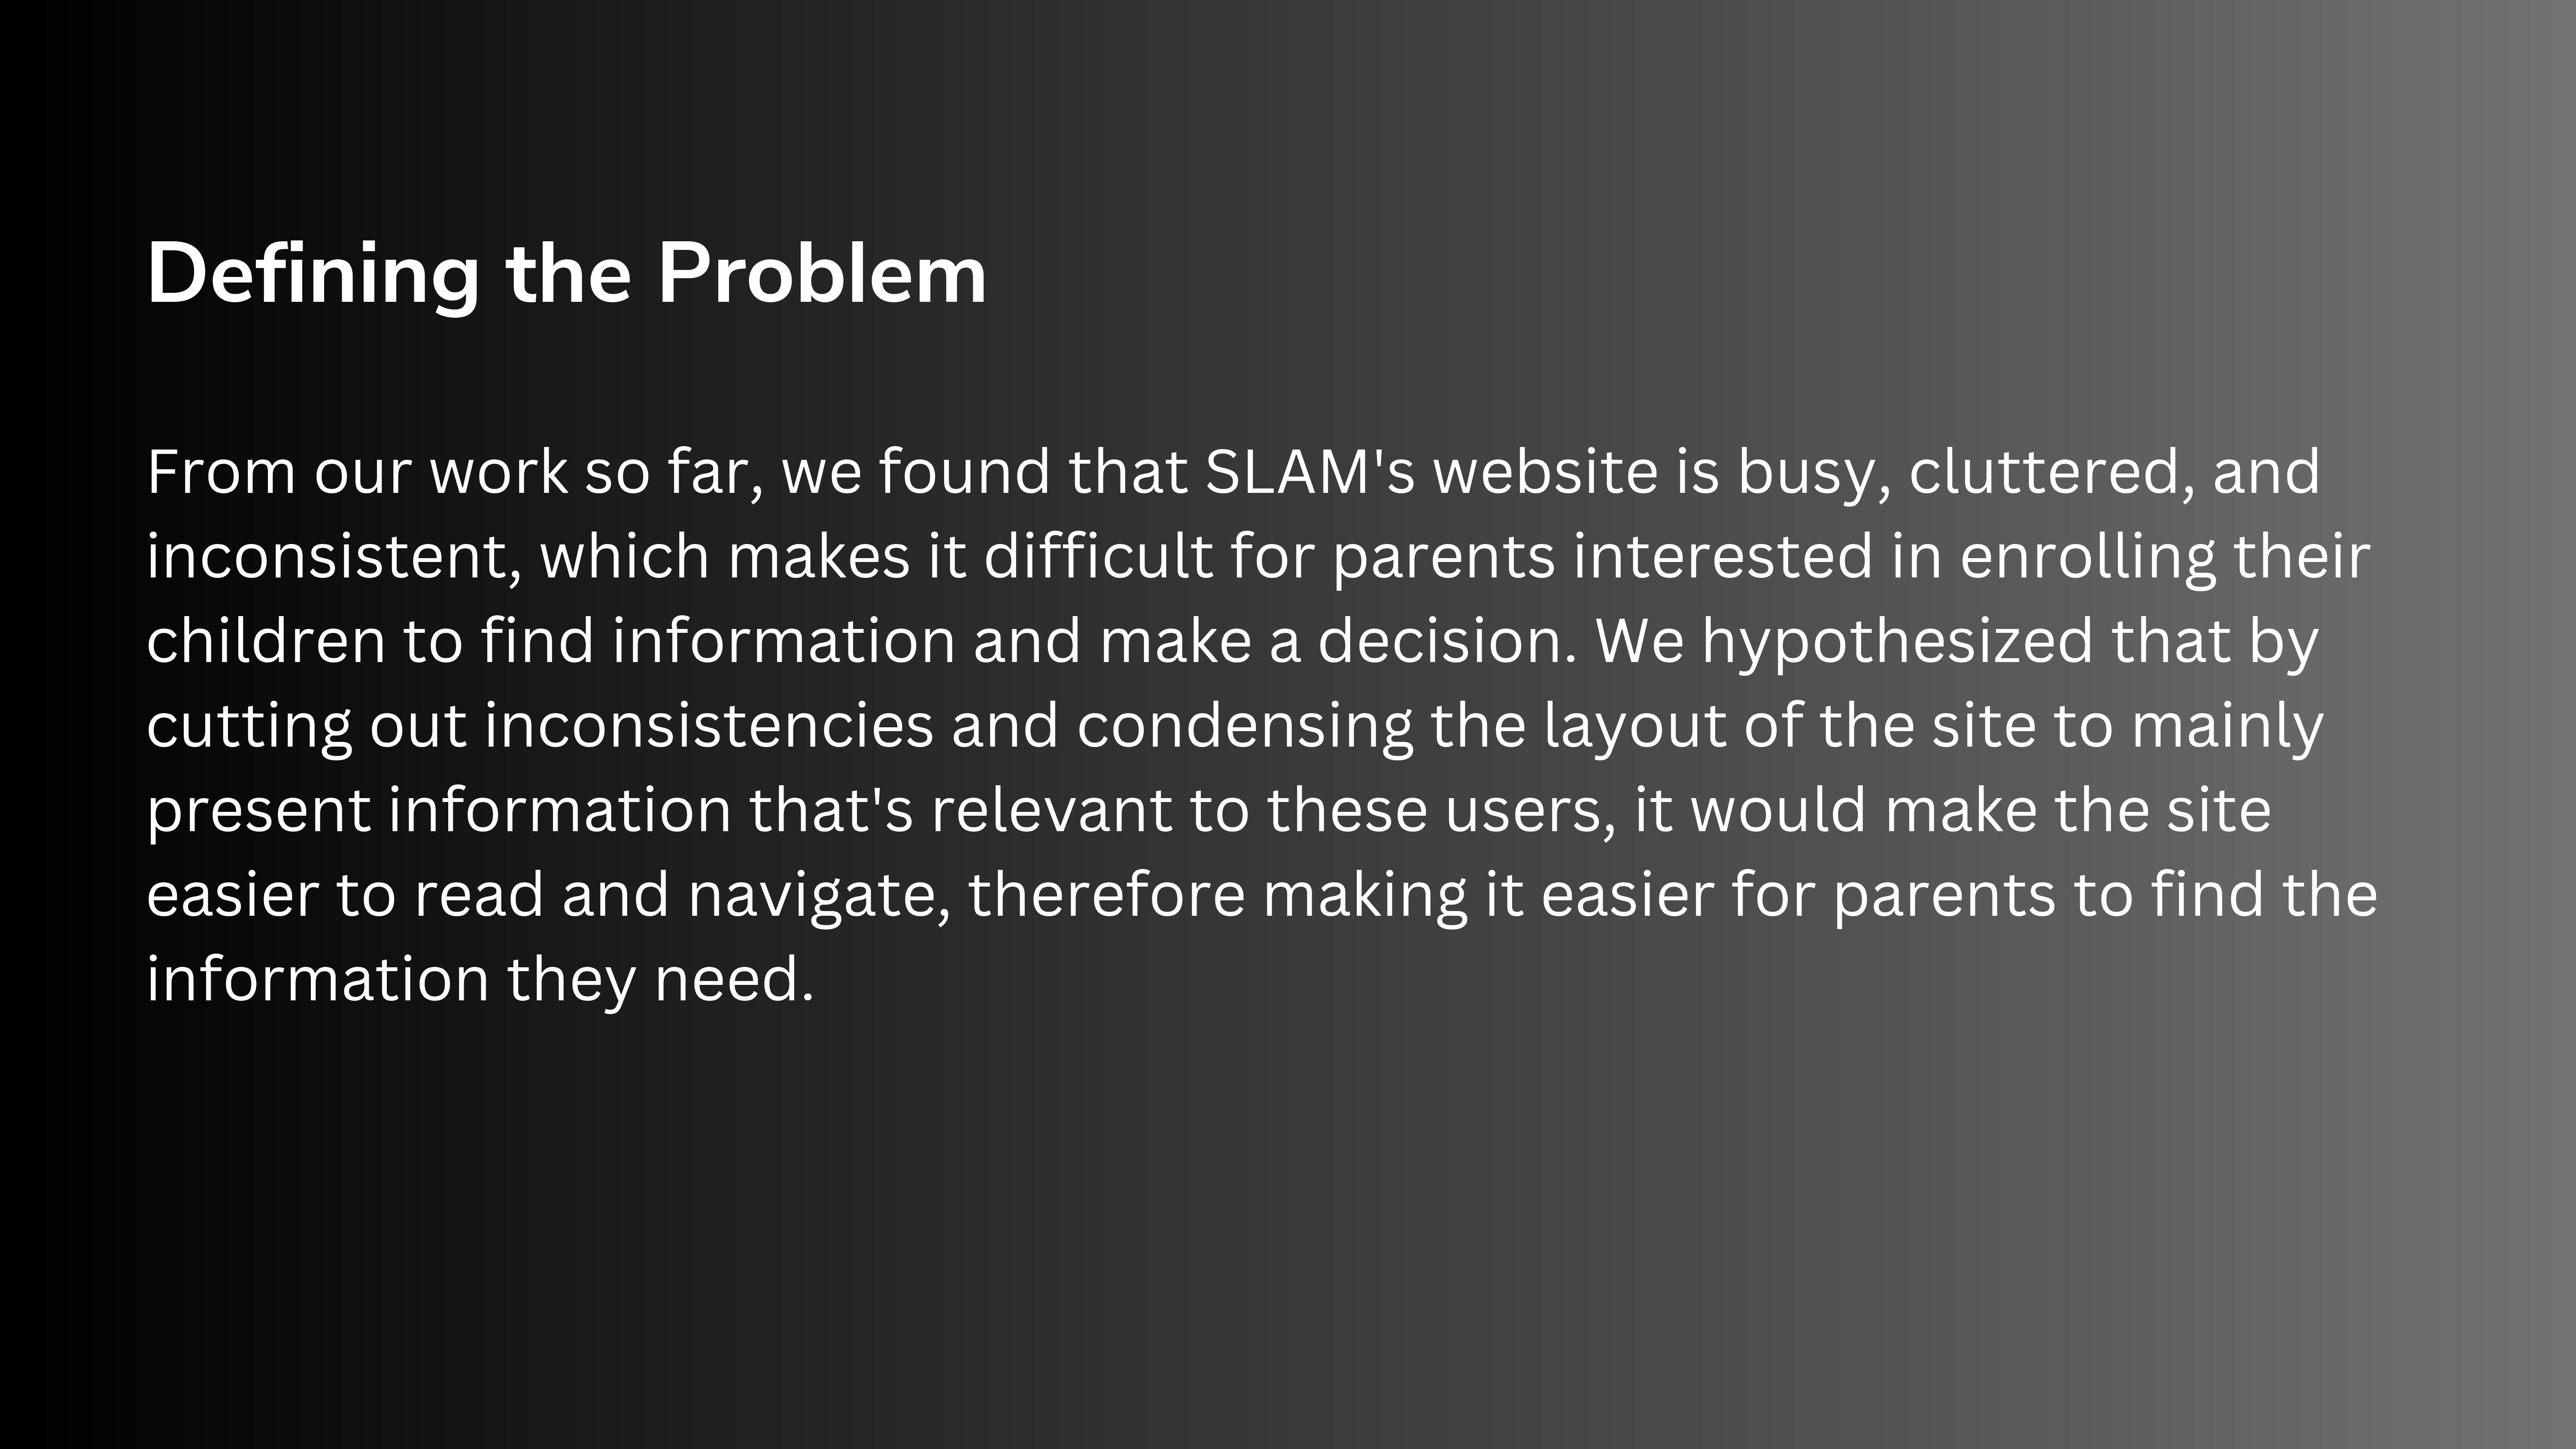 Defining the Problem
From our work so far, we found that SLAM's website is busy, cluttered, and
inconsistent, which makes it difficult for parents interested in enrolling their
children to find information and make a decision. We hypothesized that by
cutting out inconsistencies and condensing the layout of the site to mainly
present information that's relevant to these users, it would make the site
easier to read and navigate, therefore making it easier for parents to find the
information they need.